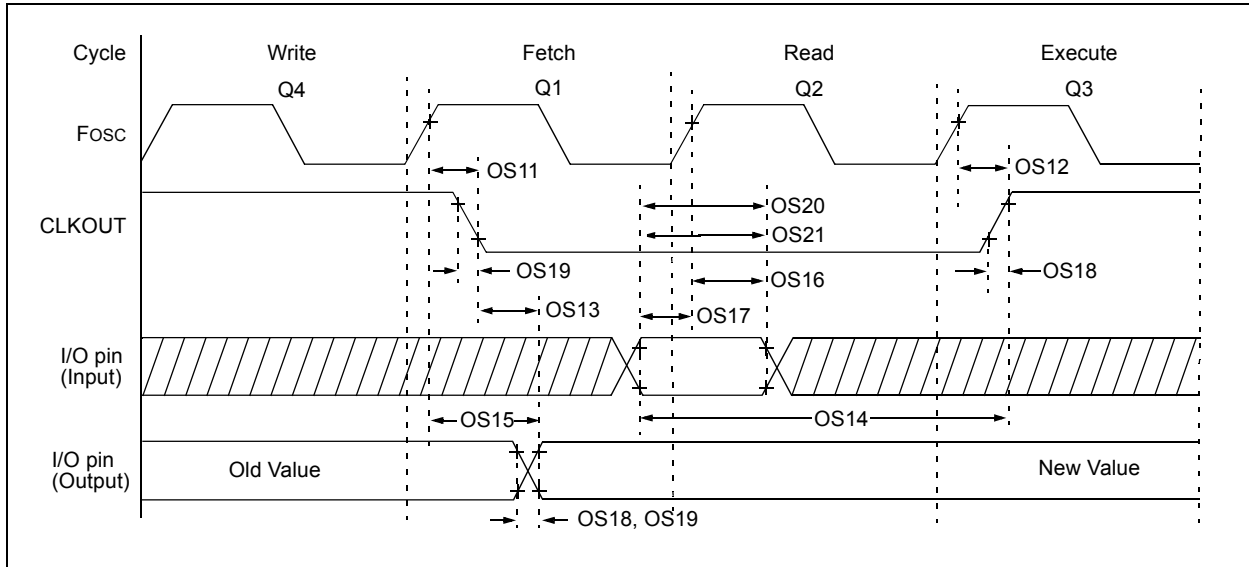 Cycle Write Fetch Read Execute
Q4 Q1 Q2 Q3
FOSC
OS11 OS12
CLKOUT
OS20
OS21
OS19 OS16 OS18
OS13 OS17
I/O pin
(Input)
OS15 OS14
I/O pin
(Output)
Old Value New Value
OS18, OS19